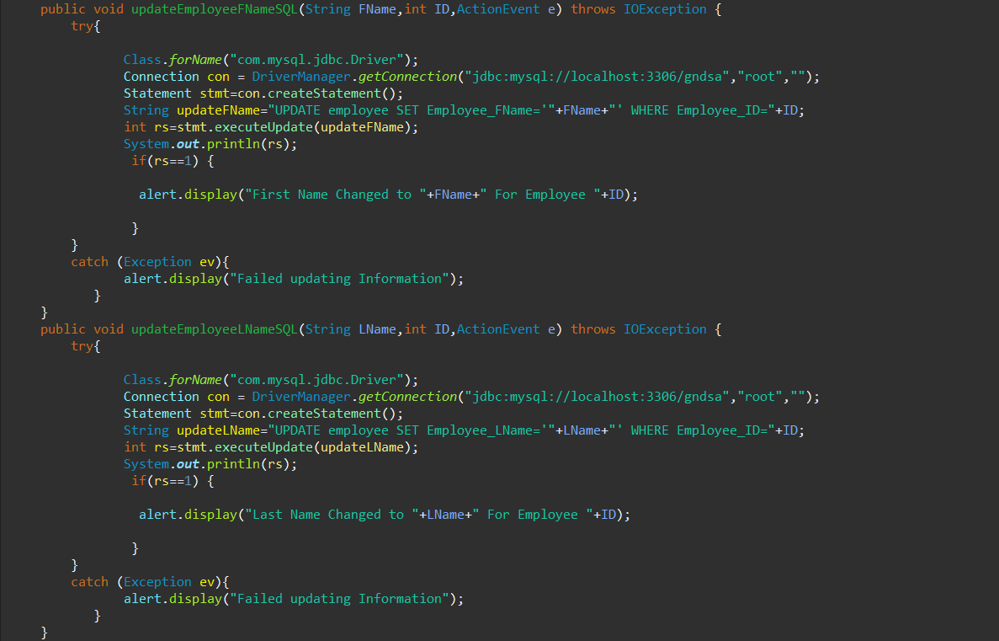 public void updateEmployeeFNameSQL(String FName,int ID,ActionEvent e) throws IOException {
try{
Class.forName("com.mysql.jdbc.Driver");
Connection con = DriverManager.getConnection("jdbc:mysql://localhost:3306/gndsa","root","");
Statement stmt=con.createStatement();
String updateFName="UPDATE employee SET Employee_FName='"+FName+"' WHERE Employee_ID="+ID;
int rs=stmt.executeUpdate(updateFName);
System.out.println(rs);
if(rs==1) {
alert.display("First Name Changed to "+FName+" For Employee "+ID);
}
}
catch (Exception ev){
alert.display("Failed updating Information");
}
}
public void updateEmployeeLNameSQL(String LName,int ID,ActionEvent e) throws IOException {
try{
Class.forName("com.mysql.jdbc.Driver");
Connection con = DriverManager.getConnection("jdbc:mysql://localhost:3306/gndsa","root","");
Statement stmt=con.createStatement();
String updateLName="UPDATE employee SET Employee_LName='"+LName+"' WHERE Employee_ID="+ID;
int rs=stmt.executeUpdate(updateLName);
System.out.println(rs);
if(rs==1) {
alert.display("Last Name Changed to "+LName+" For Employee "+ID);
}
}
catch (Exception ev){
alert.display("Failed updating Information");
}
}